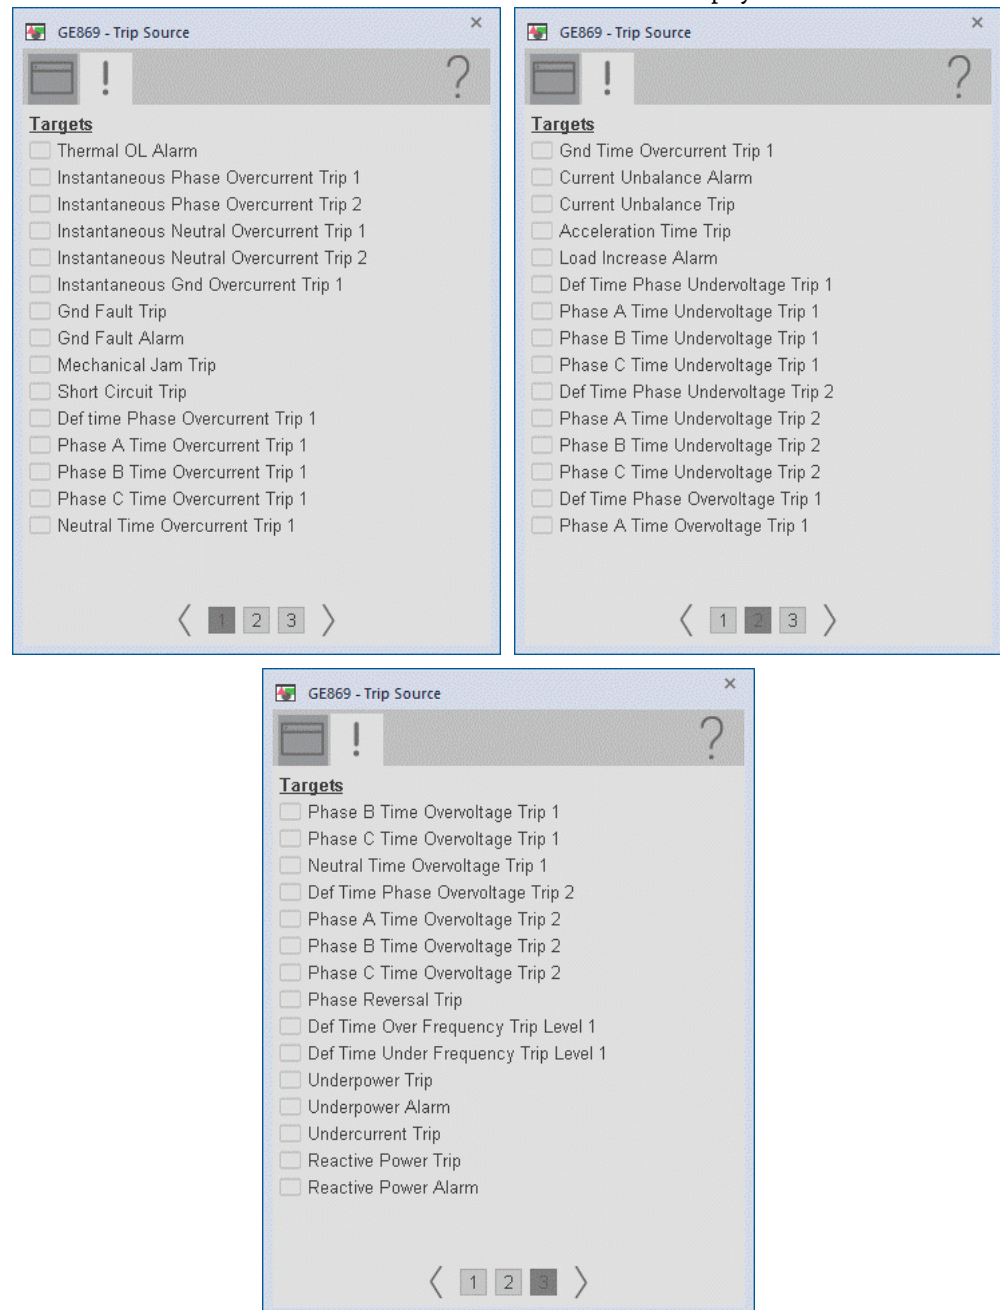 GE869 - Trip Source
Targets
Thermal OL Alarm
Instantaneous Phase Overcurrent Trip 1
Instantaneous Phase Overcurrent Trip 2
Instantaneous Neutral Overcurrent Trip 1
Instantaneous Neutral Overcurrent Trip 2
Instantaneous Gnd Overcurrent Trip 1
Gnd Fault Trip
Gnd Fault Alarm
Mechanical Jam Trip
Short Circuit Trip
Def time Phase Overcurrent Trip 1
Phase A Time Overcurrent Trip 1
Phase B Time Overcurrent Trip 1
Phase C Time Overcurrent Trip 1
Neutral Time Overcurrent Trip 1
1 2 3
GE869 - Trip Source
Targets
Gnd Time Overcurrent Trip 1
Current Unbalance Alarm
Current Unbalance Trip
Acceleration Time Trip
Load Increase Alarm
Def Time Phase Undervoltage Trip 1
Phase A Time Undervoltage Trip 1
Phase B Time Undervoltage Trip 1
Phase C Time Undervoltage Trip 1
Def Time Phase Undervoltage Trip 2
Phase A Time Undervoltage Trip 2
Phase B Time Undervoltage Trip 2
Phase C Time Undervoltage Trip 2
Def Time Phase Overvoltage Trip 1
Phase A Time Overvoltage Trip 1
1 2 3
GE869 - Trip Source
Targets
Phase B Time Overvoltage Trip 1
Phase C Time Overvoltage Trip 1
Neutral Time Overvoltage Trip 1
Def Time Phase Overvoltage Trip 2
Phase A Time Overvoltage Trip 2
Phase B Time Overvoltage Trip 2
Phase C Time Overvoltage Trip 2
Phase Reversal Trip
Def Time Over Frequency Trip Level 1
Def Time Under Frequency Trip Level 1
Underpower Trip
Underpower Alarm
Undercurrent Trip
Reactive Power Trip
Reactive Power Alarm
1 2 3